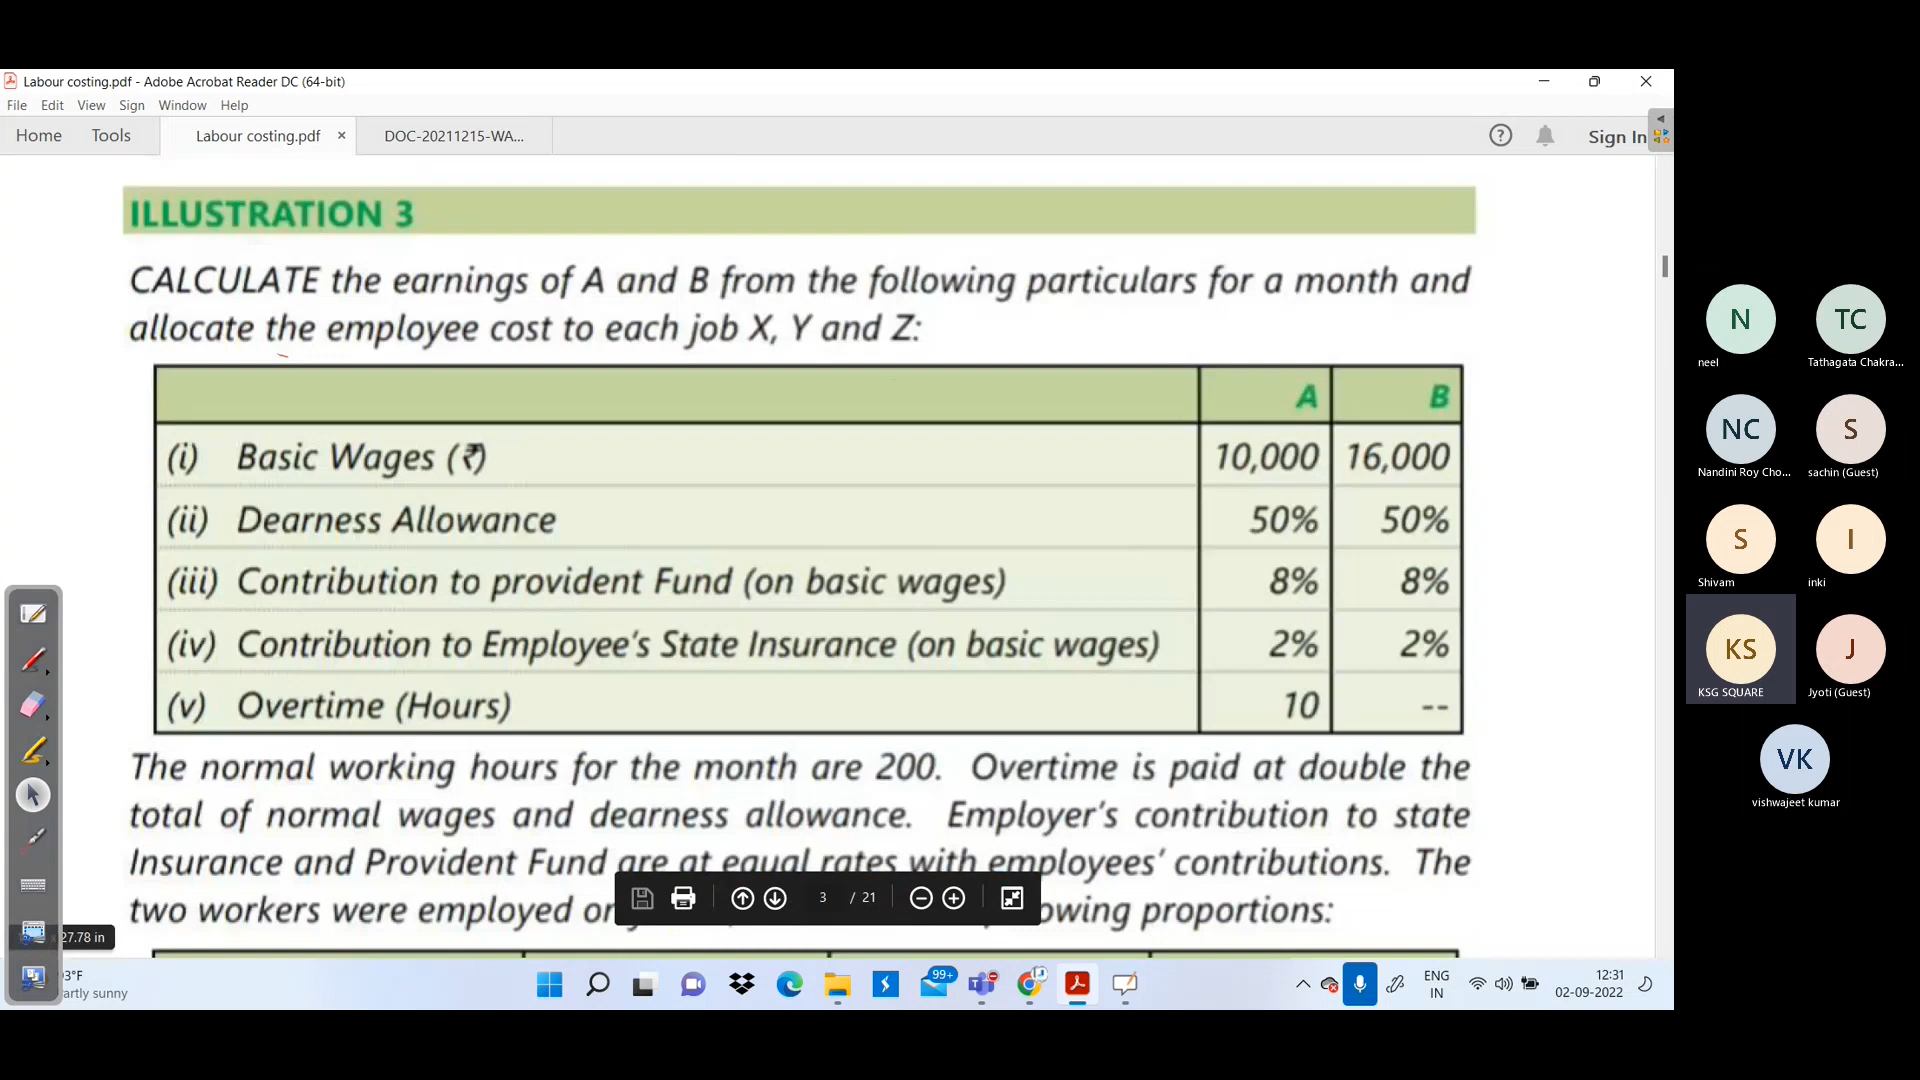 Labour costing.pdf - Adobe Acrobat Reader DC (64-bit)
File Edit View Sign Window Help
Home Tools Labour costing.pdf × DOC-20211215-WA... Sign In
ILLUSTRATION 3
CALCULATE the earnings of A and B from the following particulars for a month and
allocate the employee cost to each job X, Y and Z:
A B
(i) Basic Wages (₹) 10,000 16,000
(ii) Dearness Allowance 50% 50%
(iii) Contribution to provident Fund (on basic wages) 8% 8%
(iv) Contribution to Employee's State Insurance (on basic wages) 2% 2%
(v) Overtime (Hours) 10 --
The normal working hours for the month are 200. Overtime is paid at double the
total of normal wages and dearness allowance. Employer's contribution to state
Insurance and Provident Fund are at equal rates with employees' contributions. The
two workers were employed owing proportions:
3 / 21
27.78 in
93°F
artly sunny
99+
ENG
IN
12:31
02-09-2022
N
neel
TC
Tathagata Chakra...
NC
Nandini Roy Cho...
S
sachin (Guest)
S
Shivam
I
inki
KS
KSG SQUARE
J
Jyoti (Guest)
VK
vishwajeet kumar